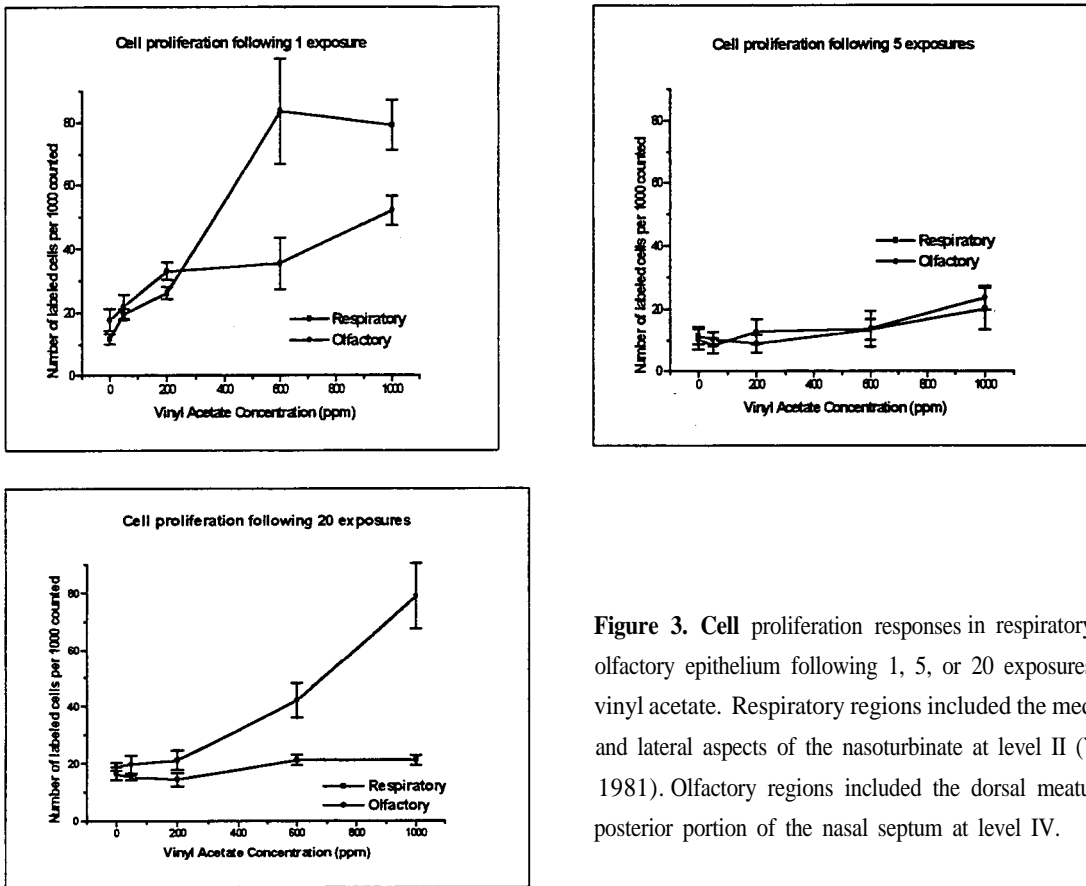 Cell proliferation following 1 exposure
Number of labeled cells per 1000 counted
80
60
40
20
0
Respiratory
Olfactory
0 200 400 600 800 1000
Vinyl Acetate Concentration (ppm)
Cell proliferation following 5 exposures
Number of labeled cells per 1000 counted
80
60
40
20
0
Respiratory
Olfactory
0 200 400 600 800 1000
Vinyl Acetate Concentration (ppm)
Cell proliferation following 20 exposures
Number of labeled cells per 1000 counted
80
60
40
20
0
Respiratory
Olfactory
0 200 400 600 800 1000
Vinyl Acetate Concentration (ppm)
Figure 3. Cell proliferation responses in respiratory
olfactory epithelium following 1, 5, or 20 exposures
vinyl acetate. Respiratory regions included the med
and lateral aspects of the nasoturbinate at level II (
1981). Olfactory regions included the dorsal meatu
posterior portion of the nasal septum at level IV.